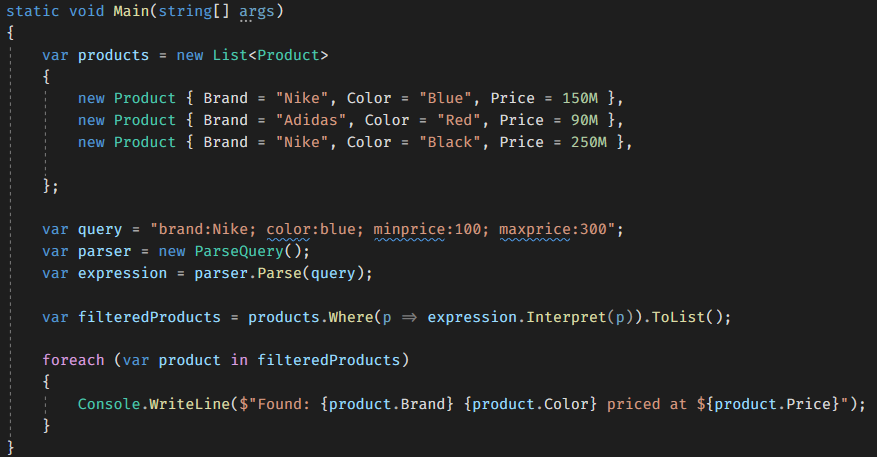 static void Main(string[] args)
{
    var products = new List<Product>
    {
        new Product { Brand = "Nike", Color = "Blue", Price = 150M },
        new Product { Brand = "Adidas", Color = "Red", Price = 90M },
        new Product { Brand = "Nike", Color = "Black", Price = 250M },

    };

    var query = "brand:Nike; color:blue; minprice:100; maxprice:300";
    var parser = new ParseQuery();
    var expression = parser.Parse(query);

    var filteredProducts = products.Where(p => expression.Interpret(p)).ToList();

    foreach (var product in filteredProducts)
    {
        Console.WriteLine($"Found: {product.Brand} {product.Color} priced at ${product.Price}");
    }
}